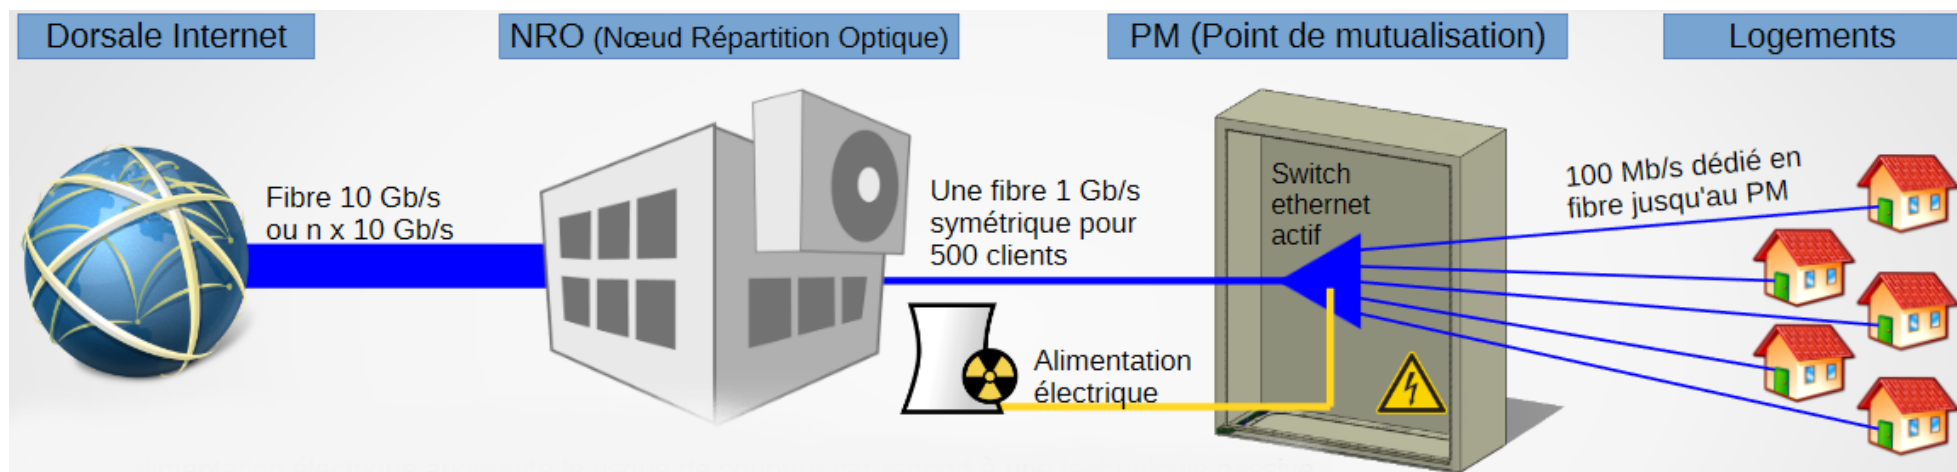 Dorsale Internet
NRO (Nœud Répartition Optique)
PM (Point de mutualisation)
Logements
Fibre 10 Gb/s
ou n x 10 Gb/s
Une fibre 1 Gb/s
symétrique pour
500 clients
Alimentation
électrique
Switch
ethernet
actif
100 Mb/s dédié en
fibre jusqu'au PM